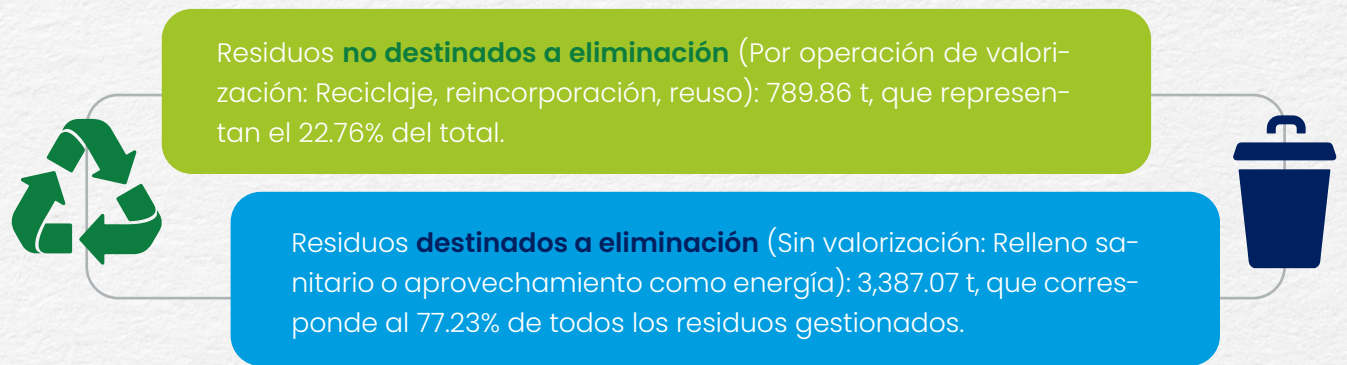 Residuos no destinados a eliminación (Por operación de valori-
zación: Reciclaje, reincorporación, reuso): 789.86 t, que represen-
tan el 22.76% del total.
Residuos destinados a eliminación (Sin valorización: Relleno sa-
nitario o aprovechamiento como energía): 3,387.07 t, que corres-
ponde al 77.23% de todos los residuos gestionados.